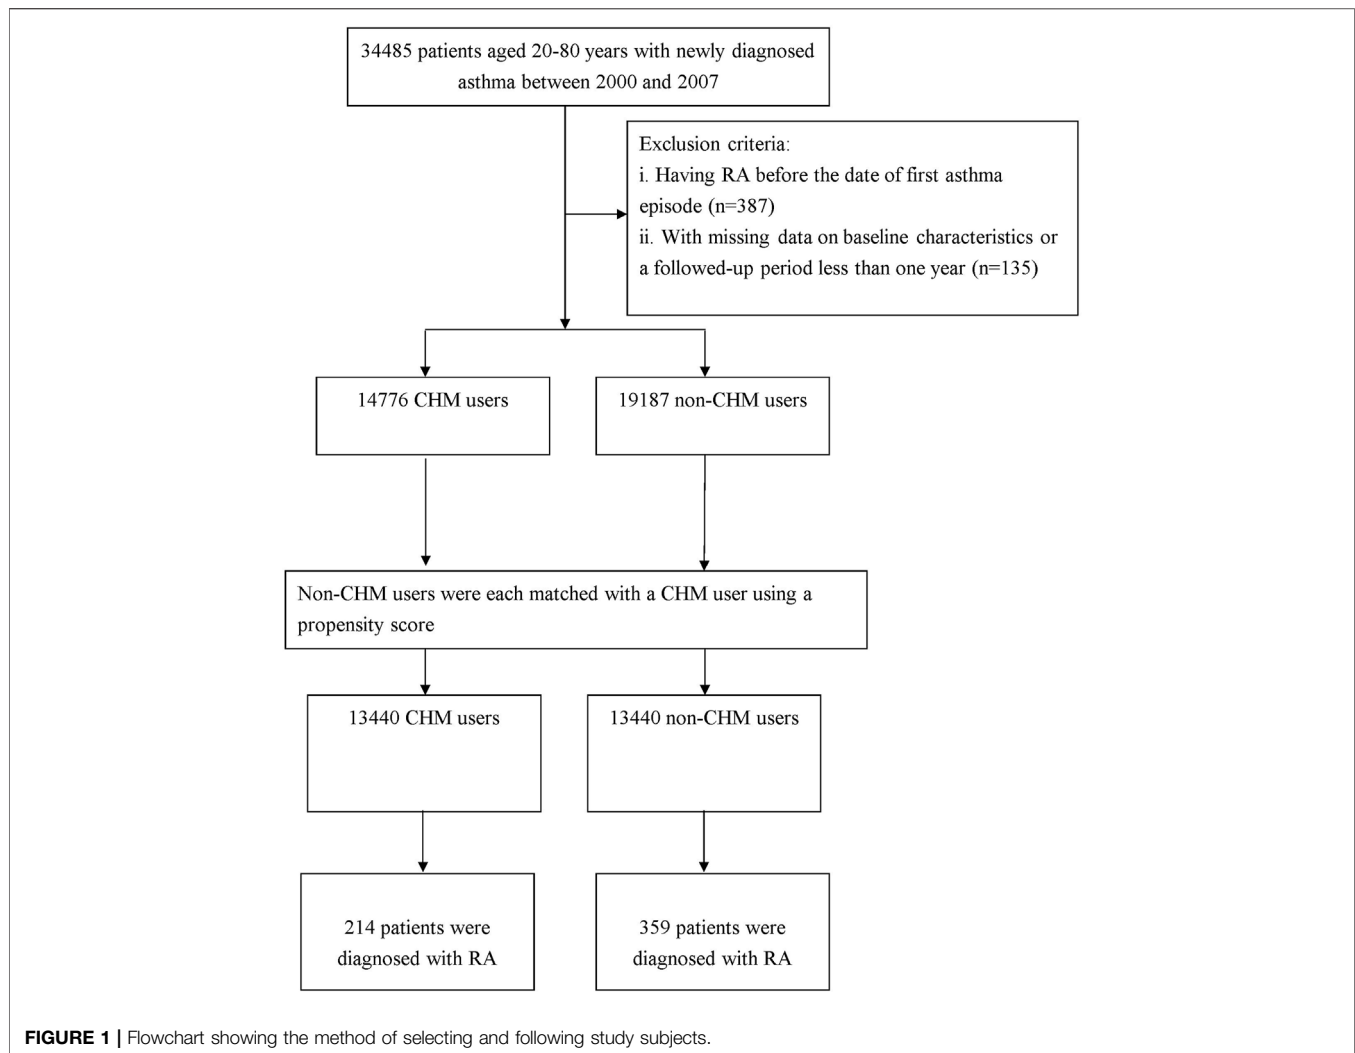 34485 patients aged 20-80 years with newly diagnosed
asthma between 2000 and 2007
Exclusion criteria:
i. Having RA before the date of first asthma
episode (n=387)
ii. With missing data on baseline characteristics or
a followed-up period less than one year (n=135)
14776 CHM users
19187 non-CHM users
Non-CHM users were each matched with a CHM user using a
propensity score
13440 CHM users
13440 non-CHM users
214 patients were
diagnosed with RA
359 patients were
diagnosed with RA
FIGURE 1 | Flowchart showing the method of selecting and following study subjects.